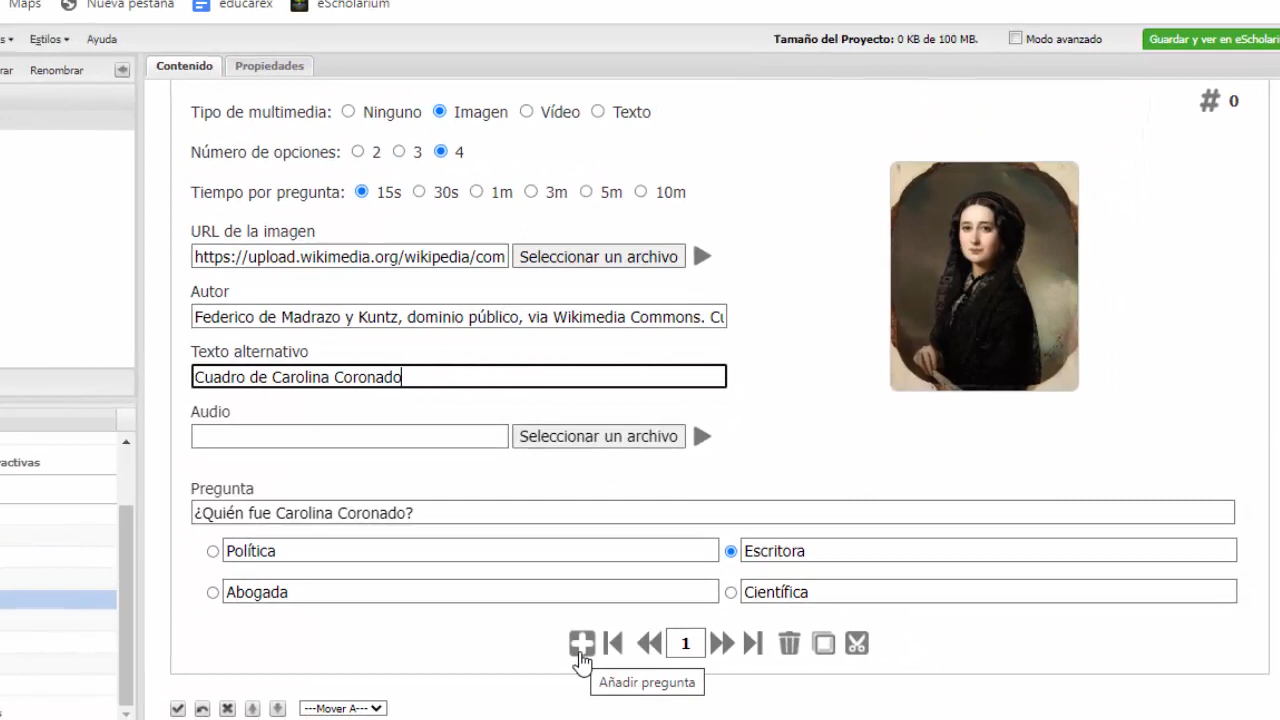 Maps Nueva pestaña educarex eScholarium
s Estilos Ayuda Tamaño del Proyecto: 0 KB de 100 MB. Modo avanzado Guardar y ver en eScholari
rar Renombrar Contenido Propiedades
Tipo de multimedia: Ninguno Imagen Vídeo Texto # 0
Número de opciones: 2 3 4
Tiempo por pregunta: 15s 30s 1m 3m 5m 10m
URL de la imagen
https://upload.wikimedia.org/wikipedia/com Seleccionar un archivo
Autor
Federico de Madrazo y Kuntz, dominio público, via Wikimedia Commons. Cu
Texto alternativo
Cuadro de Carolina Coronado
Audio
Seleccionar un archivo
activas
Pregunta
¿Quién fue Carolina Coronado?
Política Escritora
Abogada Científica
1
Añadir pregunta
---Mover A---